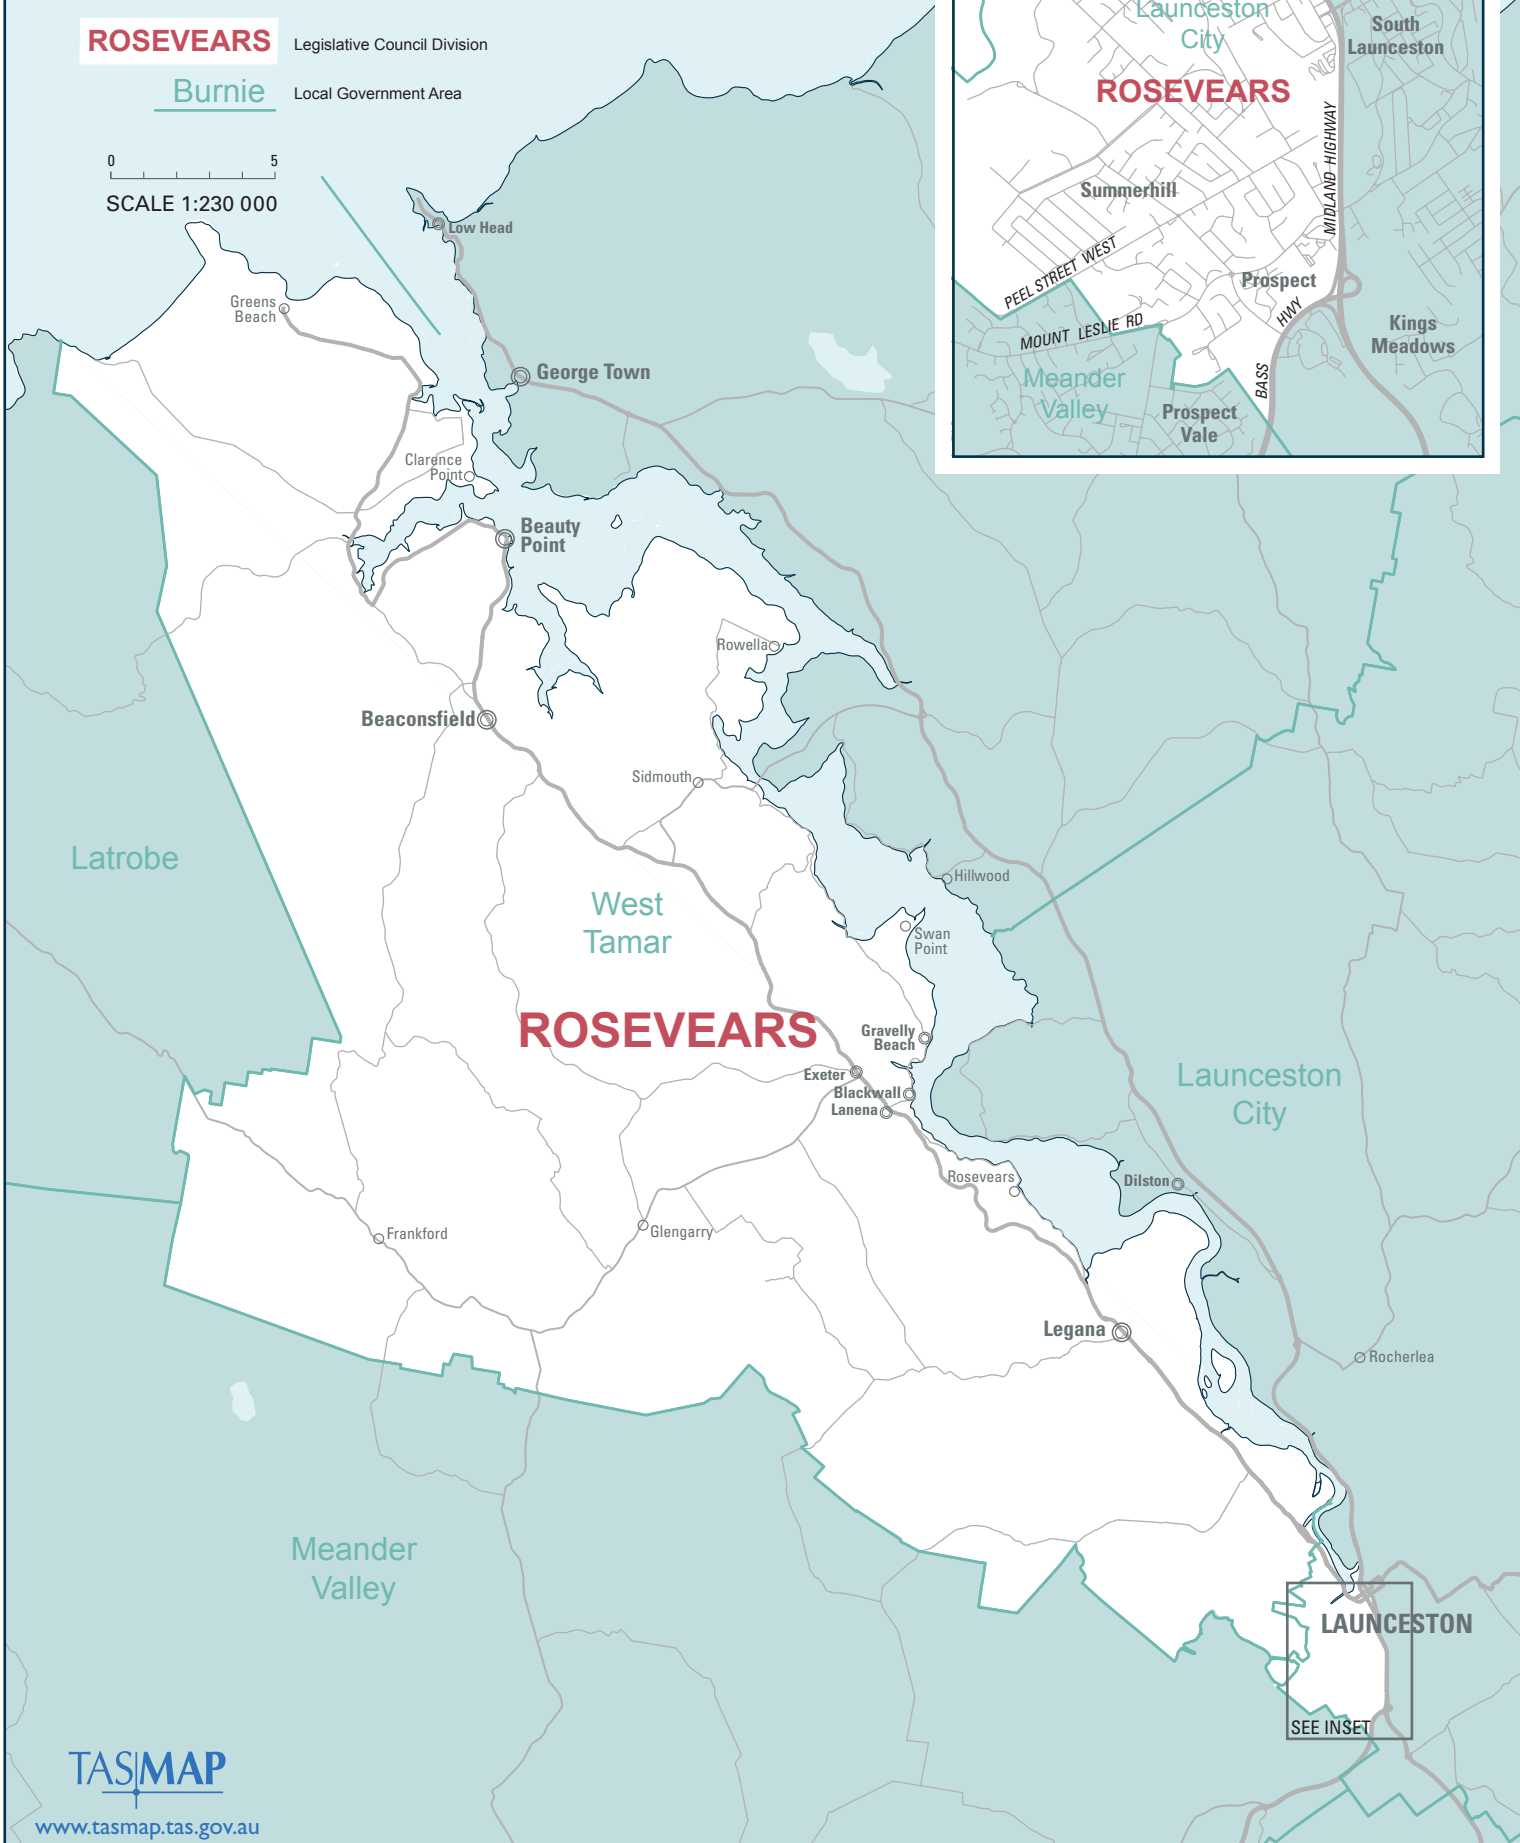 ROSEVEARS Legislative Council Division
Burnie Local Government Area
0 5
SCALE 1:230 000
Launceston
City
South
Launceston
ROSEVEARS
MIDLAND HIGHWAY
Summerhill
PEEL STREET WEST
Prospect
HWY
MOUNT LESLIE RD
Kings
Meadows
BASS
Meander
Valley
Prospect
Vale
Low Head
Greens
Beach
George Town
Clarence
Point
Beauty
Point
Rowella
Beaconsfield
Sidmouth
Latrobe
Hillwood
West
Tamar
Swan
Point
ROSEVEARS
Gravelly
Beach
Exeter
Blackwall
Lanena
Launceston
City
Rosevears
Dilston
Frankford
Glengarry
Legana
Rocherlea
Meander
Valley
LAUNCESTON
SEE INSET
TASMAP
www.tasmap.tas.gov.au